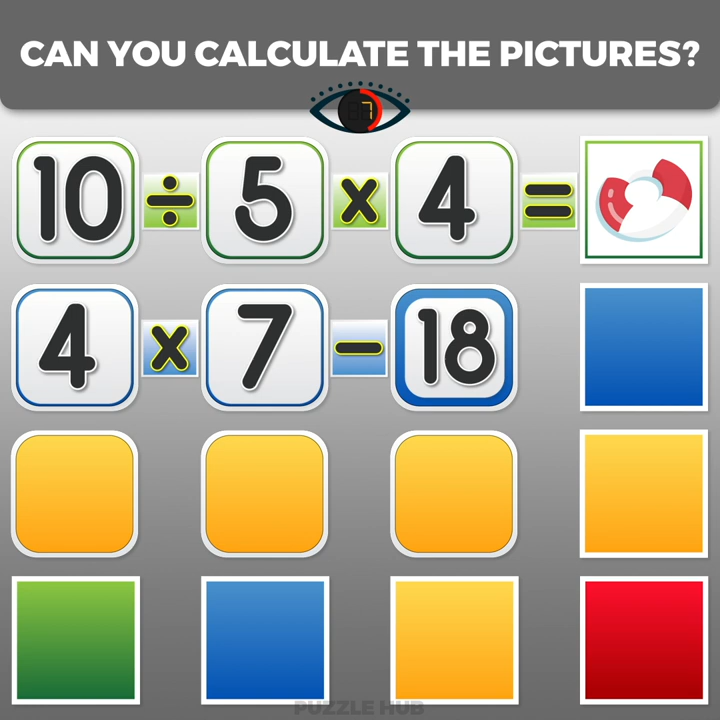 CAN YOU CALCULATE THE PICTURES?
10 ÷ 5 x 4 =
4 x 7 − 18
PUZZLE HUB